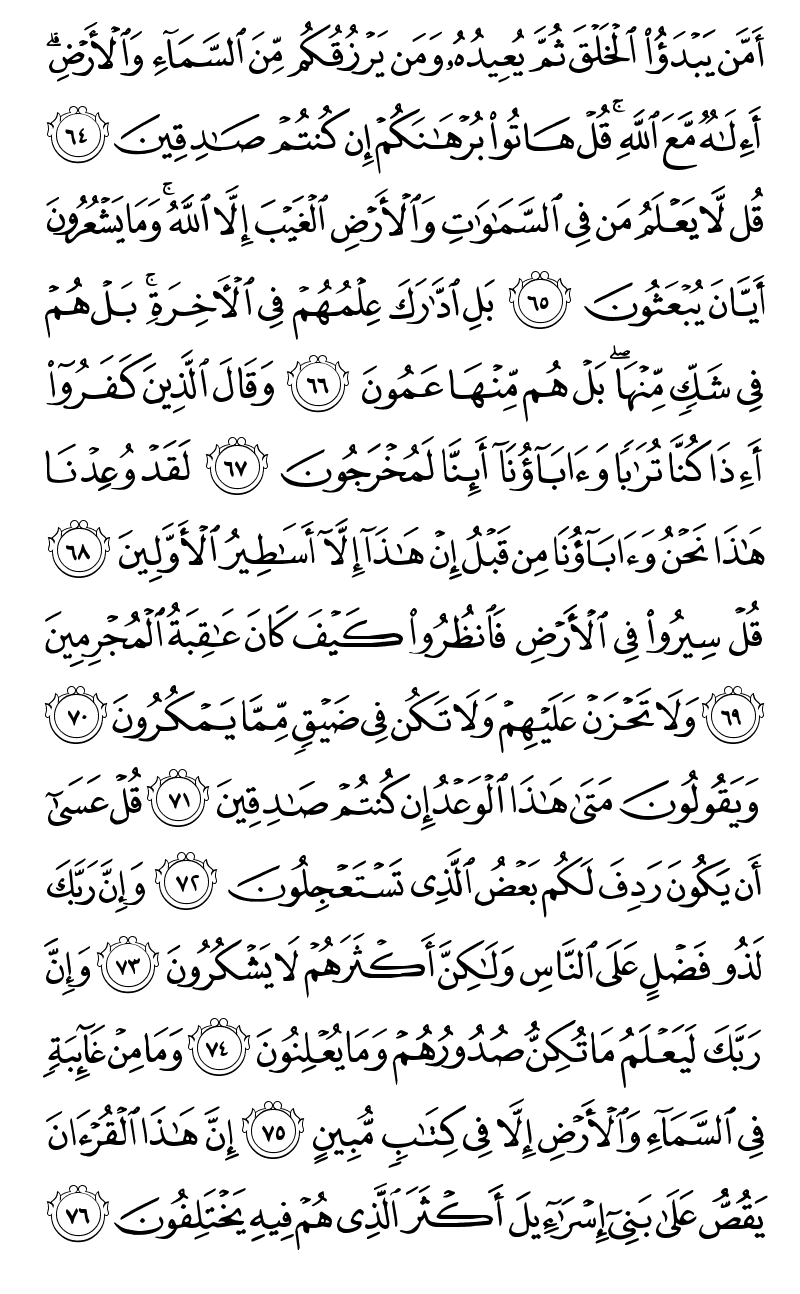 أَمَّن يَبْدَؤُا۟ ٱلْخَلْقَ ثُمَّ يُعِيدُهُۥ وَمَن يَرْزُقُكُم مِّنَ ٱلسَّمَآءِ وَٱلْأَرْضِ ۗ
أَءِلَـٰهٌ مَّعَ ٱللَّهِ ۚ قُلْ هَاتُوا۟ بُرْهَـٰنَكُمْ إِن كُنتُمْ صَـٰدِقِينَ ٦٤
قُل لَّا يَعْلَمُ مَن فِى ٱلسَّمَـٰوَٰتِ وَٱلْأَرْضِ ٱلْغَيْبَ إِلَّا ٱللَّهُ ۚ وَمَا يَشْعُرُونَ
أَيَّانَ يُبْعَثُونَ ٦٥ بَلِ ٱدَّٰرَكَ عِلْمُهُمْ فِى ٱلْـَٔاخِرَةِ ۚ بَلْ هُمْ
فِى شَكٍّ مِّنْهَا ۖ بَلْ هُم مِّنْهَا عَمُونَ ٦٦ وَقَالَ ٱلَّذِينَ كَفَرُوٓا۟
أَءِذَا كُنَّا تُرَٰبًا وَءَابَآؤُنَآ أَئِنَّا لَمُخْرَجُونَ ٦٧ لَقَدْ وُعِدْنَا
هَـٰذَا نَحْنُ وَءَابَآؤُنَا مِن قَبْلُ إِنْ هَـٰذَآ إِلَّآ أَسَـٰطِيرُ ٱلْأَوَّلِينَ ٦٨
قُلْ سِيرُوا۟ فِى ٱلْأَرْضِ فَٱنظُرُوا۟ كَيْفَ كَانَ عَـٰقِبَةُ ٱلْمُجْرِمِينَ
٦٩ وَلَا تَحْزَنْ عَلَيْهِمْ وَلَا تَكُن فِى ضَيْقٍ مِّمَّا يَمْكُرُونَ ٧٠
وَيَقُولُونَ مَتَىٰ هَـٰذَا ٱلْوَعْدُ إِن كُنتُمْ صَـٰدِقِينَ ٧١ قُلْ عَسَىٰٓ
أَن يَكُونَ رَدِفَ لَكُم بَعْضُ ٱلَّذِى تَسْتَعْجِلُونَ ٧٢ وَإِنَّ رَبَّكَ
لَذُو فَضْلٍ عَلَى ٱلنَّاسِ وَلَـٰكِنَّ أَكْثَرَهُمْ لَا يَشْكُرُونَ ٧٣ وَإِنَّ
رَبَّكَ لَيَعْلَمُ مَا تُكِنُّ صُدُورُهُمْ وَمَا يُعْلِنُونَ ٧٤ وَمَا مِنْ غَآئِبَةٍ
فِى ٱلسَّمَآءِ وَٱلْأَرْضِ إِلَّا فِى كِتَـٰبٍ مُّبِينٍ ٧٥ إِنَّ هَـٰذَا ٱلْقُرْءَانَ
يَقُصُّ عَلَىٰ بَنِىٓ إِسْرَٰٓءِيلَ أَكْثَرَ ٱلَّذِى هُمْ فِيهِ يَخْتَلِفُونَ ٧٦